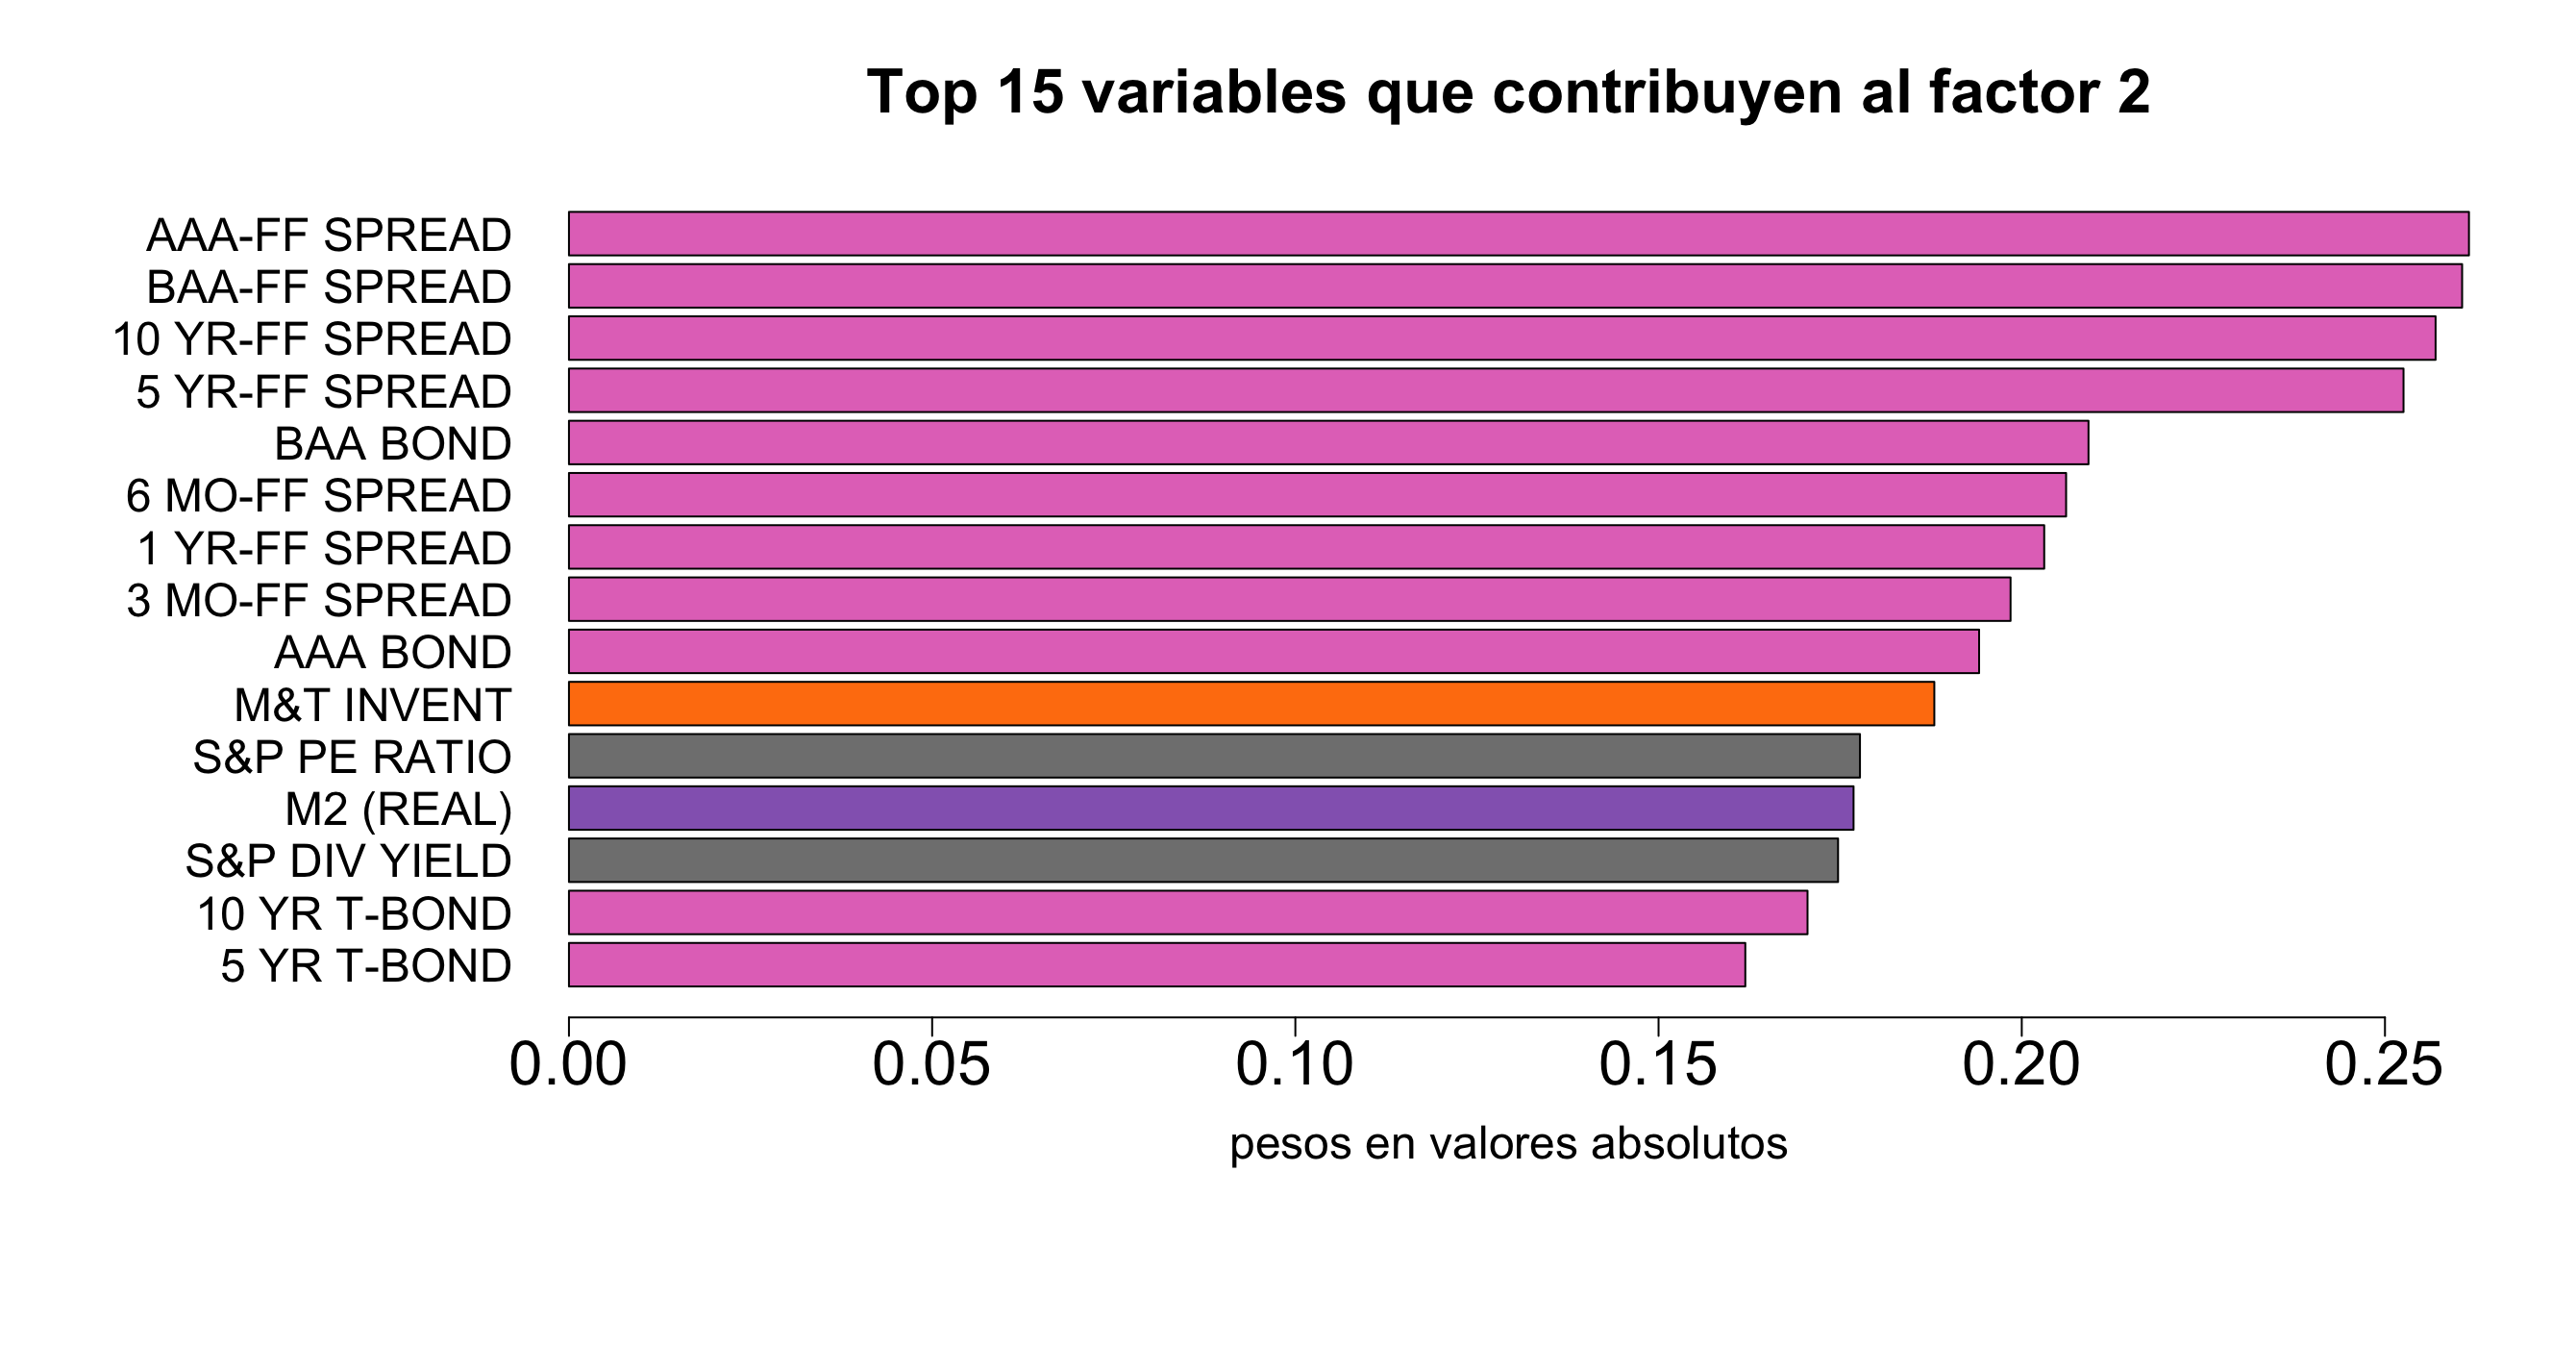 Top 15 variables que contribuyen al factor 2
AAA-FF SPREAD
BAA-FF SPREAD
10 YR-FF SPREAD
5 YR-FF SPREAD
BAA BOND
6 MO-FF SPREAD
1 YR-FF SPREAD
3 MO-FF SPREAD
AAA BOND
M&T INVENT
S&P PE RATIO
M2 (REAL)
S&P DIV YIELD
10 YR T-BOND
5 YR T-BOND
0.00 0.05 0.10 0.15 0.20 0.25
pesos en valores absolutos